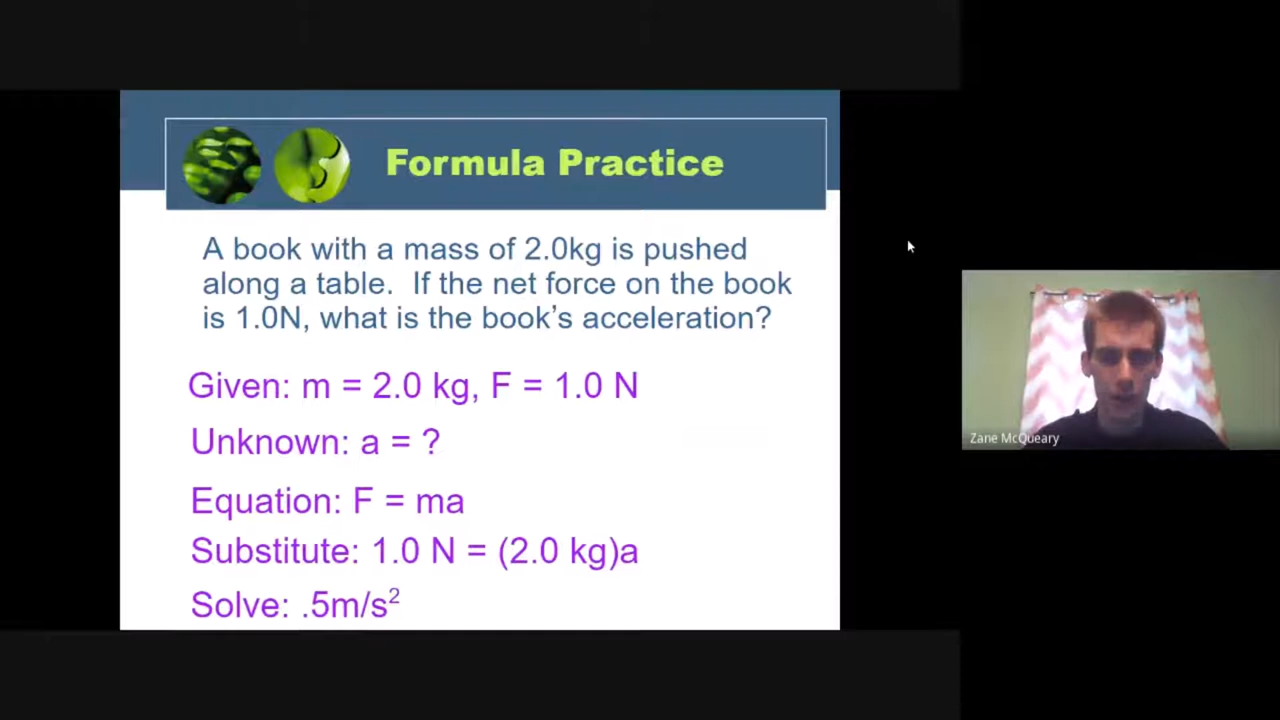 Formula Practice
A book with a mass of 2.0kg is pushed
along a table.  If the net force on the book
is 1.0N, what is the book’s acceleration?
Given: m = 2.0 kg, F = 1.0 N
Unknown: a = ?
Equation: F = ma
Substitute: 1.0 N = (2.0 kg)a
Solve: .5m/s²
Zane McQueary